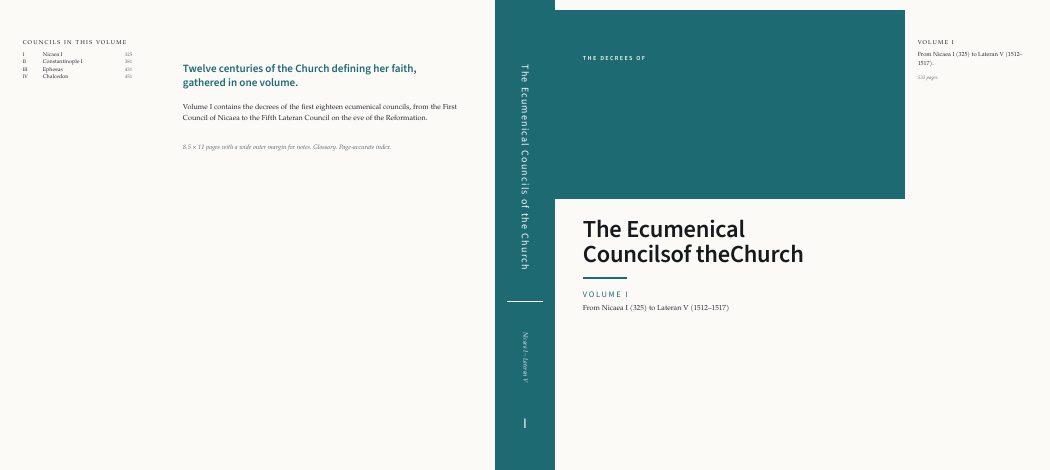 COUNCILS IN THIS VOLUME
I Nicaea I 325
II Constantinople I 381
III Ephesus 431
IV Chalcedon 451
Twelve centuries of the Church defining her faith,
gathered in one volume.
Volume I contains the decrees of the first eighteen ecumenical councils, from the First
Council of Nicaea to the Fifth Lateran Council on the eve of the Reformation.
8.5 × 11 pages with a wide outer margin for notes. Glossary. Page-accurate index.
The Ecumenical Councils of the Church
Nicaea I – Lateran V
I
THE DECREES OF
The Ecumenical
Councilsof theChurch
VOLUME I
From Nicaea I (325) to Lateran V (1512–1517)
VOLUME I
From Nicaea I (325) to Lateran V (1512–
1517).
533 pages